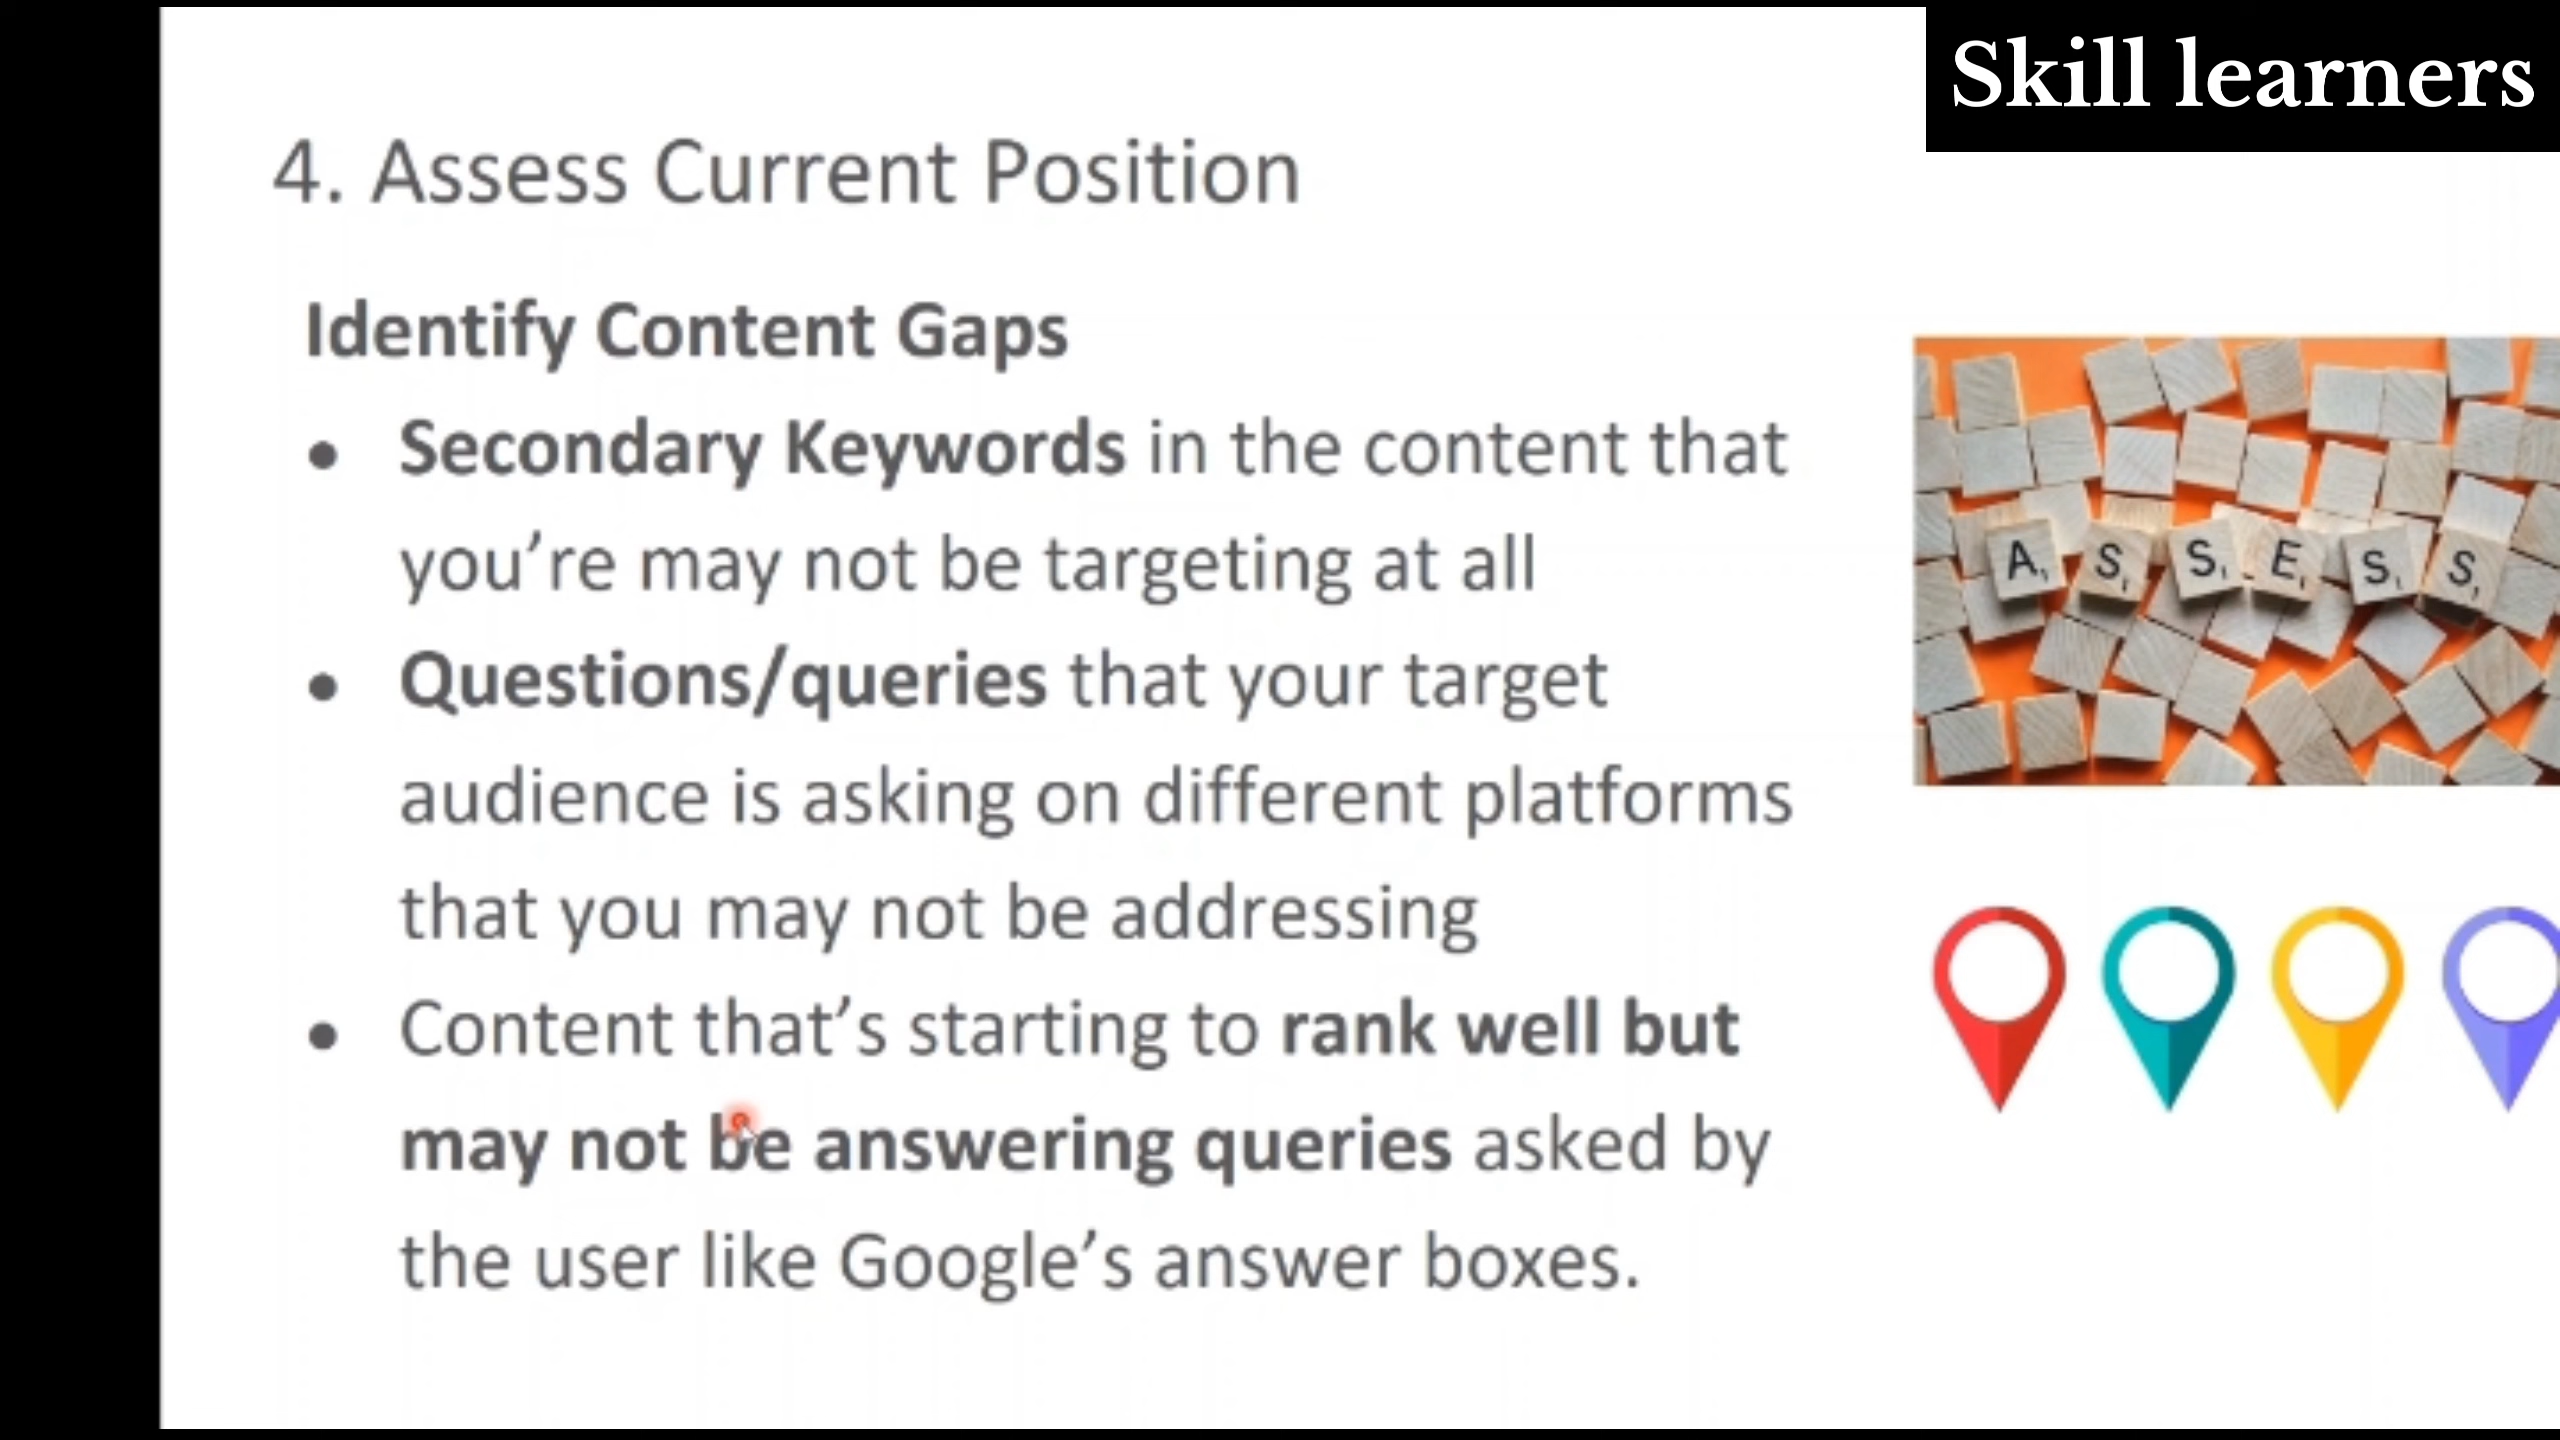 Skill learners
4. Assess Current Position
Identify Content Gaps
● Secondary Keywords in the content that
you’re may not be targeting at all
● Questions/queries that your target
audience is asking on different platforms
that you may not be addressing
● Content that’s starting to rank well but
may not be answering queries asked by
the user like Google’s answer boxes.
A S S E S S